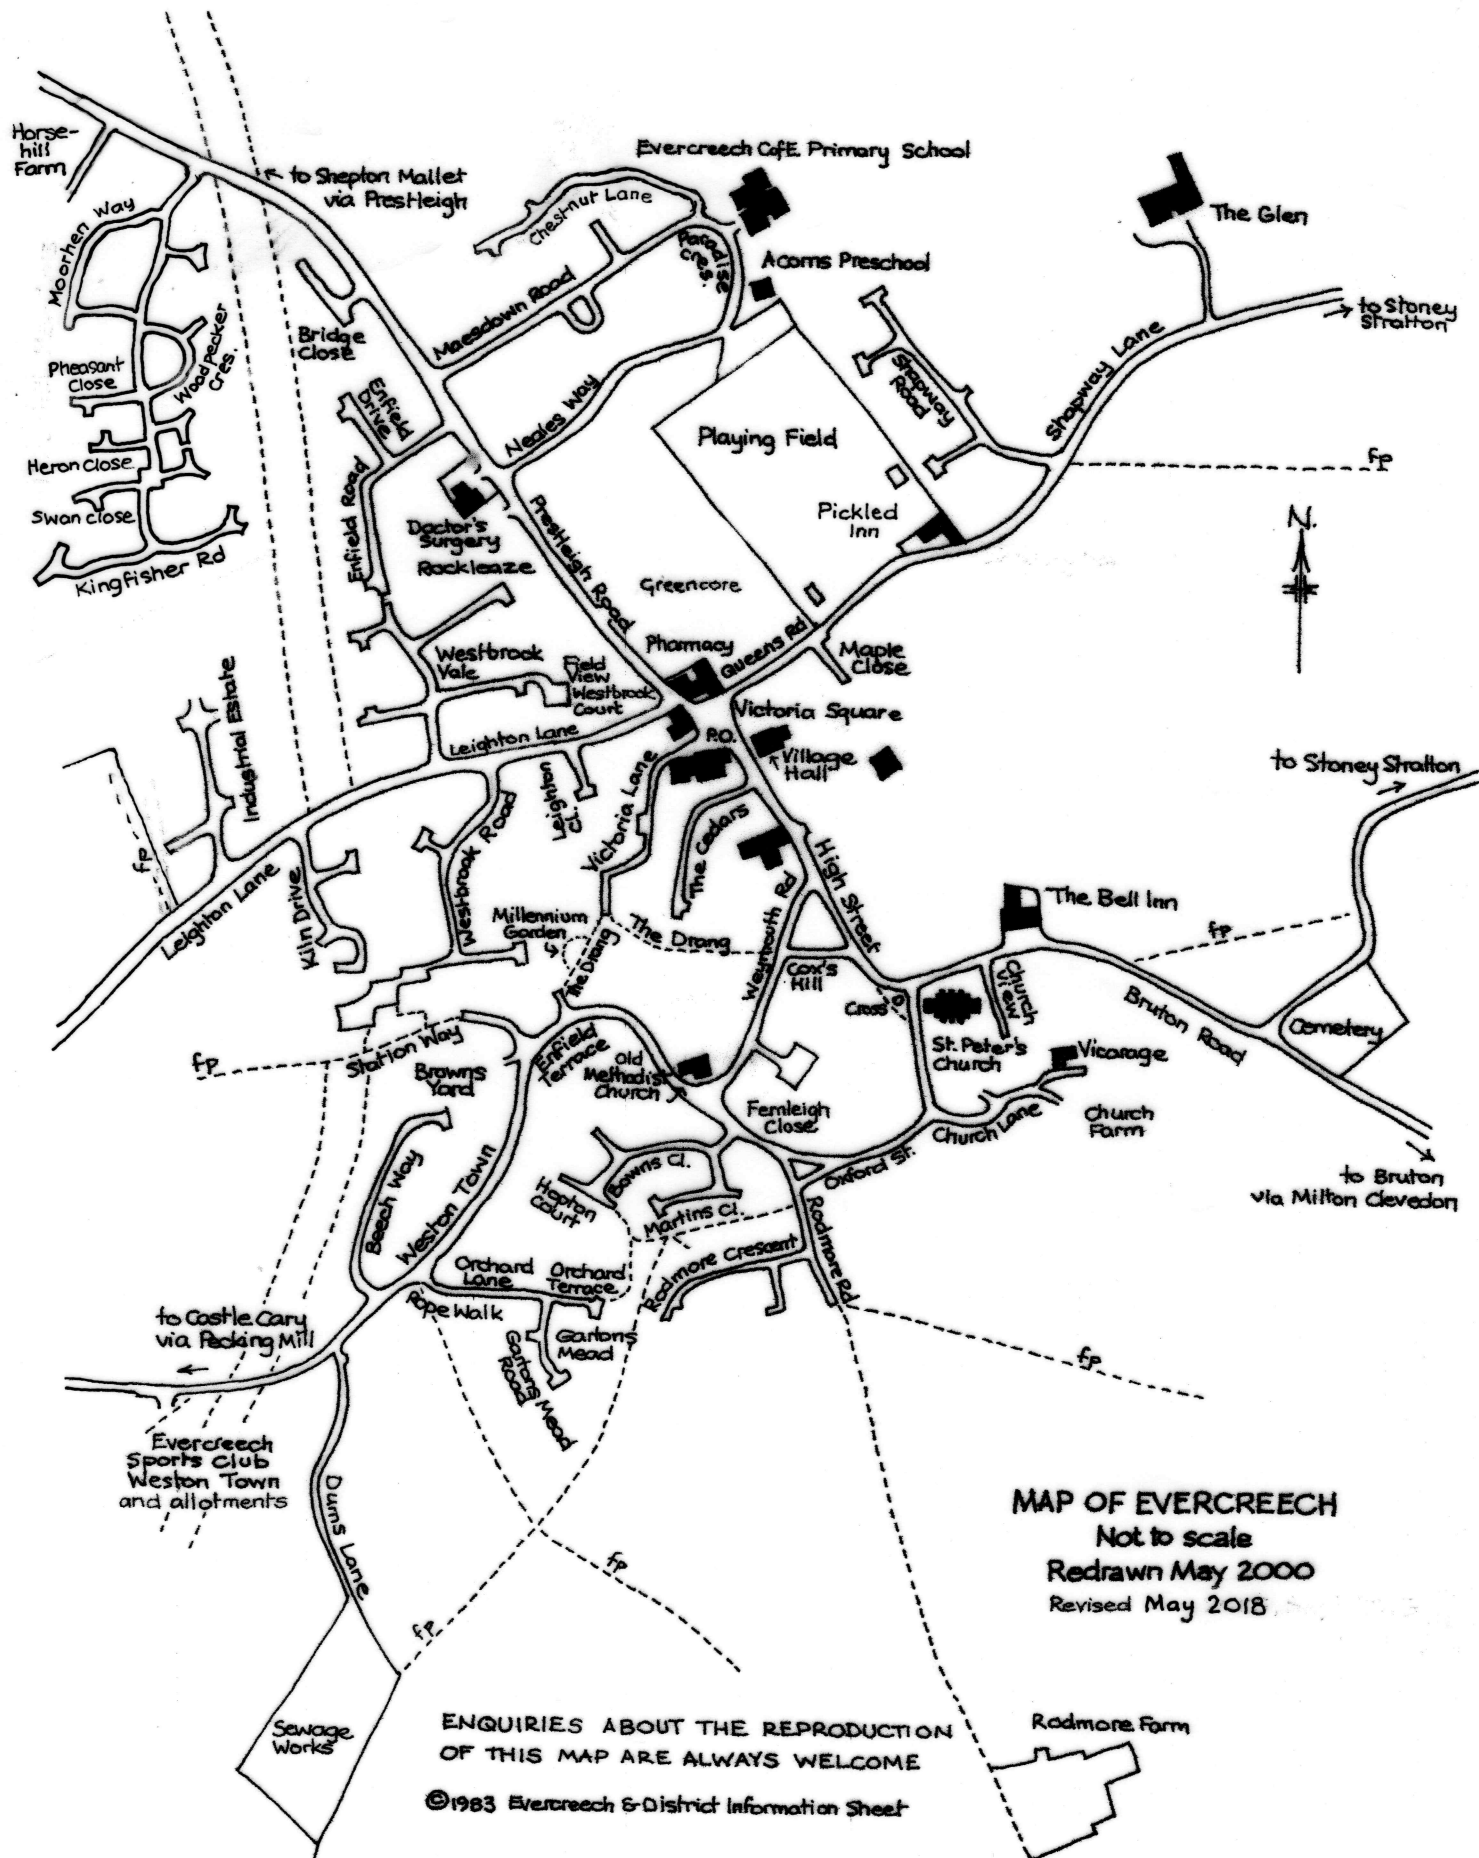 Horse-
hill
Farm
to Shepton Mallet
via Prestleigh
Evercreech CofE Primary School
Chestnut Lane
The Glen
Moorhen Way
Paradise
Cres.
Acorns Preschool
to Stoney
Stratton
Maesdown Road
Bridge
Close
Shapway Lane
Pheasant
Close
Woodpecker
Cres.
Shapway
Road
Enfield
Drive
Neales Way
Playing Field
fp
Heron Close
Enfield Road
Swan close
Doctor's
Surgery
Prestleigh Road
Pickled
Inn
N.
Kingfisher Rd
Rockleaze
Greencore
Pharmacy
Queens Rd
Maple
Close
Westbrook
Vale
Field
View
Westbrook
Court
Industrial Estate
Victoria Square
Leighton Lane
P.O.
Village
Hall
to Stoney Stratton
Leighton
Cl.
Victoria Lane
The Cedars
Westbrook Road
High Street
fp
Leighton Lane
Kiln Drive
Millennium
Garden
The Drang
The Drang
Weymouth Rd
The Bell Inn
fp
Cox's
Hill
Church
View
Bruton Road
Cross
Cemetery
fp
Station Way
Enfield
Terrace
Browns
Yard
Old
Methodist
Church
St. Peter's
Church
Vicarage
Fernleigh
Close
Church Lane
Church
Farm
Oxford St.
to Bruton
via Milton Clevedon
Beech Way
Weston Town
Bowns Cl.
Hopton
Court
Martins Cl.
Rodmore Crescent
Rodmore Rd
Orchard
Lane
Orchard
Terrace
Rope Walk
to Castle Cary
via Pecking Mill
Gartons
Mead
Gartons Mead
Road
fp
Evercreech
Sports Club
Weston Town
and allotments
Dums Lane
MAP OF EVERCREECH
Not to scale
Redrawn May 2000
Revised May 2018
fp
fp
Sewage
Works
Rodmore Farm
ENQUIRIES ABOUT THE REPRODUCTION
OF THIS MAP ARE ALWAYS WELCOME
©1983 Evercreech & District Information Sheet